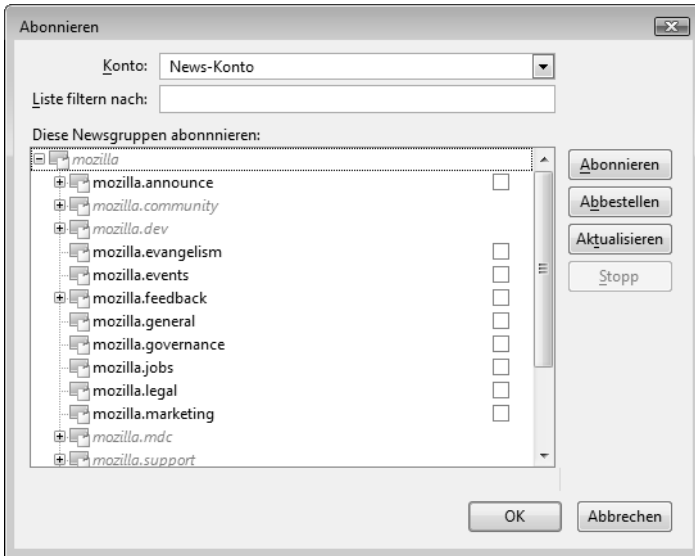 Abonnieren
Konto: News-Konto
Liste filtern nach:
Diese Newsgruppen abonnnieren:
mozilla
mozilla.announce
mozilla.community
mozilla.dev
mozilla.evangelism
mozilla.events
mozilla.feedback
mozilla.general
mozilla.governance
mozilla.jobs
mozilla.legal
mozilla.marketing
mozilla.mdc
mozilla.support
Abonnieren
Abbestellen
Aktualisieren
Stopp
OK Abbrechen